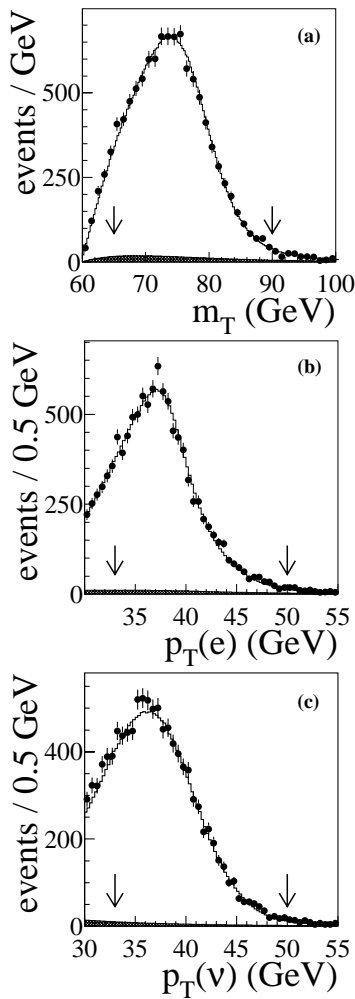 (a)
events / GeV
500
250
0
60 70 80 90 100
m_T (GeV)
(b)
events / 0.5 GeV
500
250
0
35 40 45 50 55
p_T(e) (GeV)
(c)
events / 0.5 GeV
400
200
0
30 35 40 45 50 55
p_T(ν) (GeV)